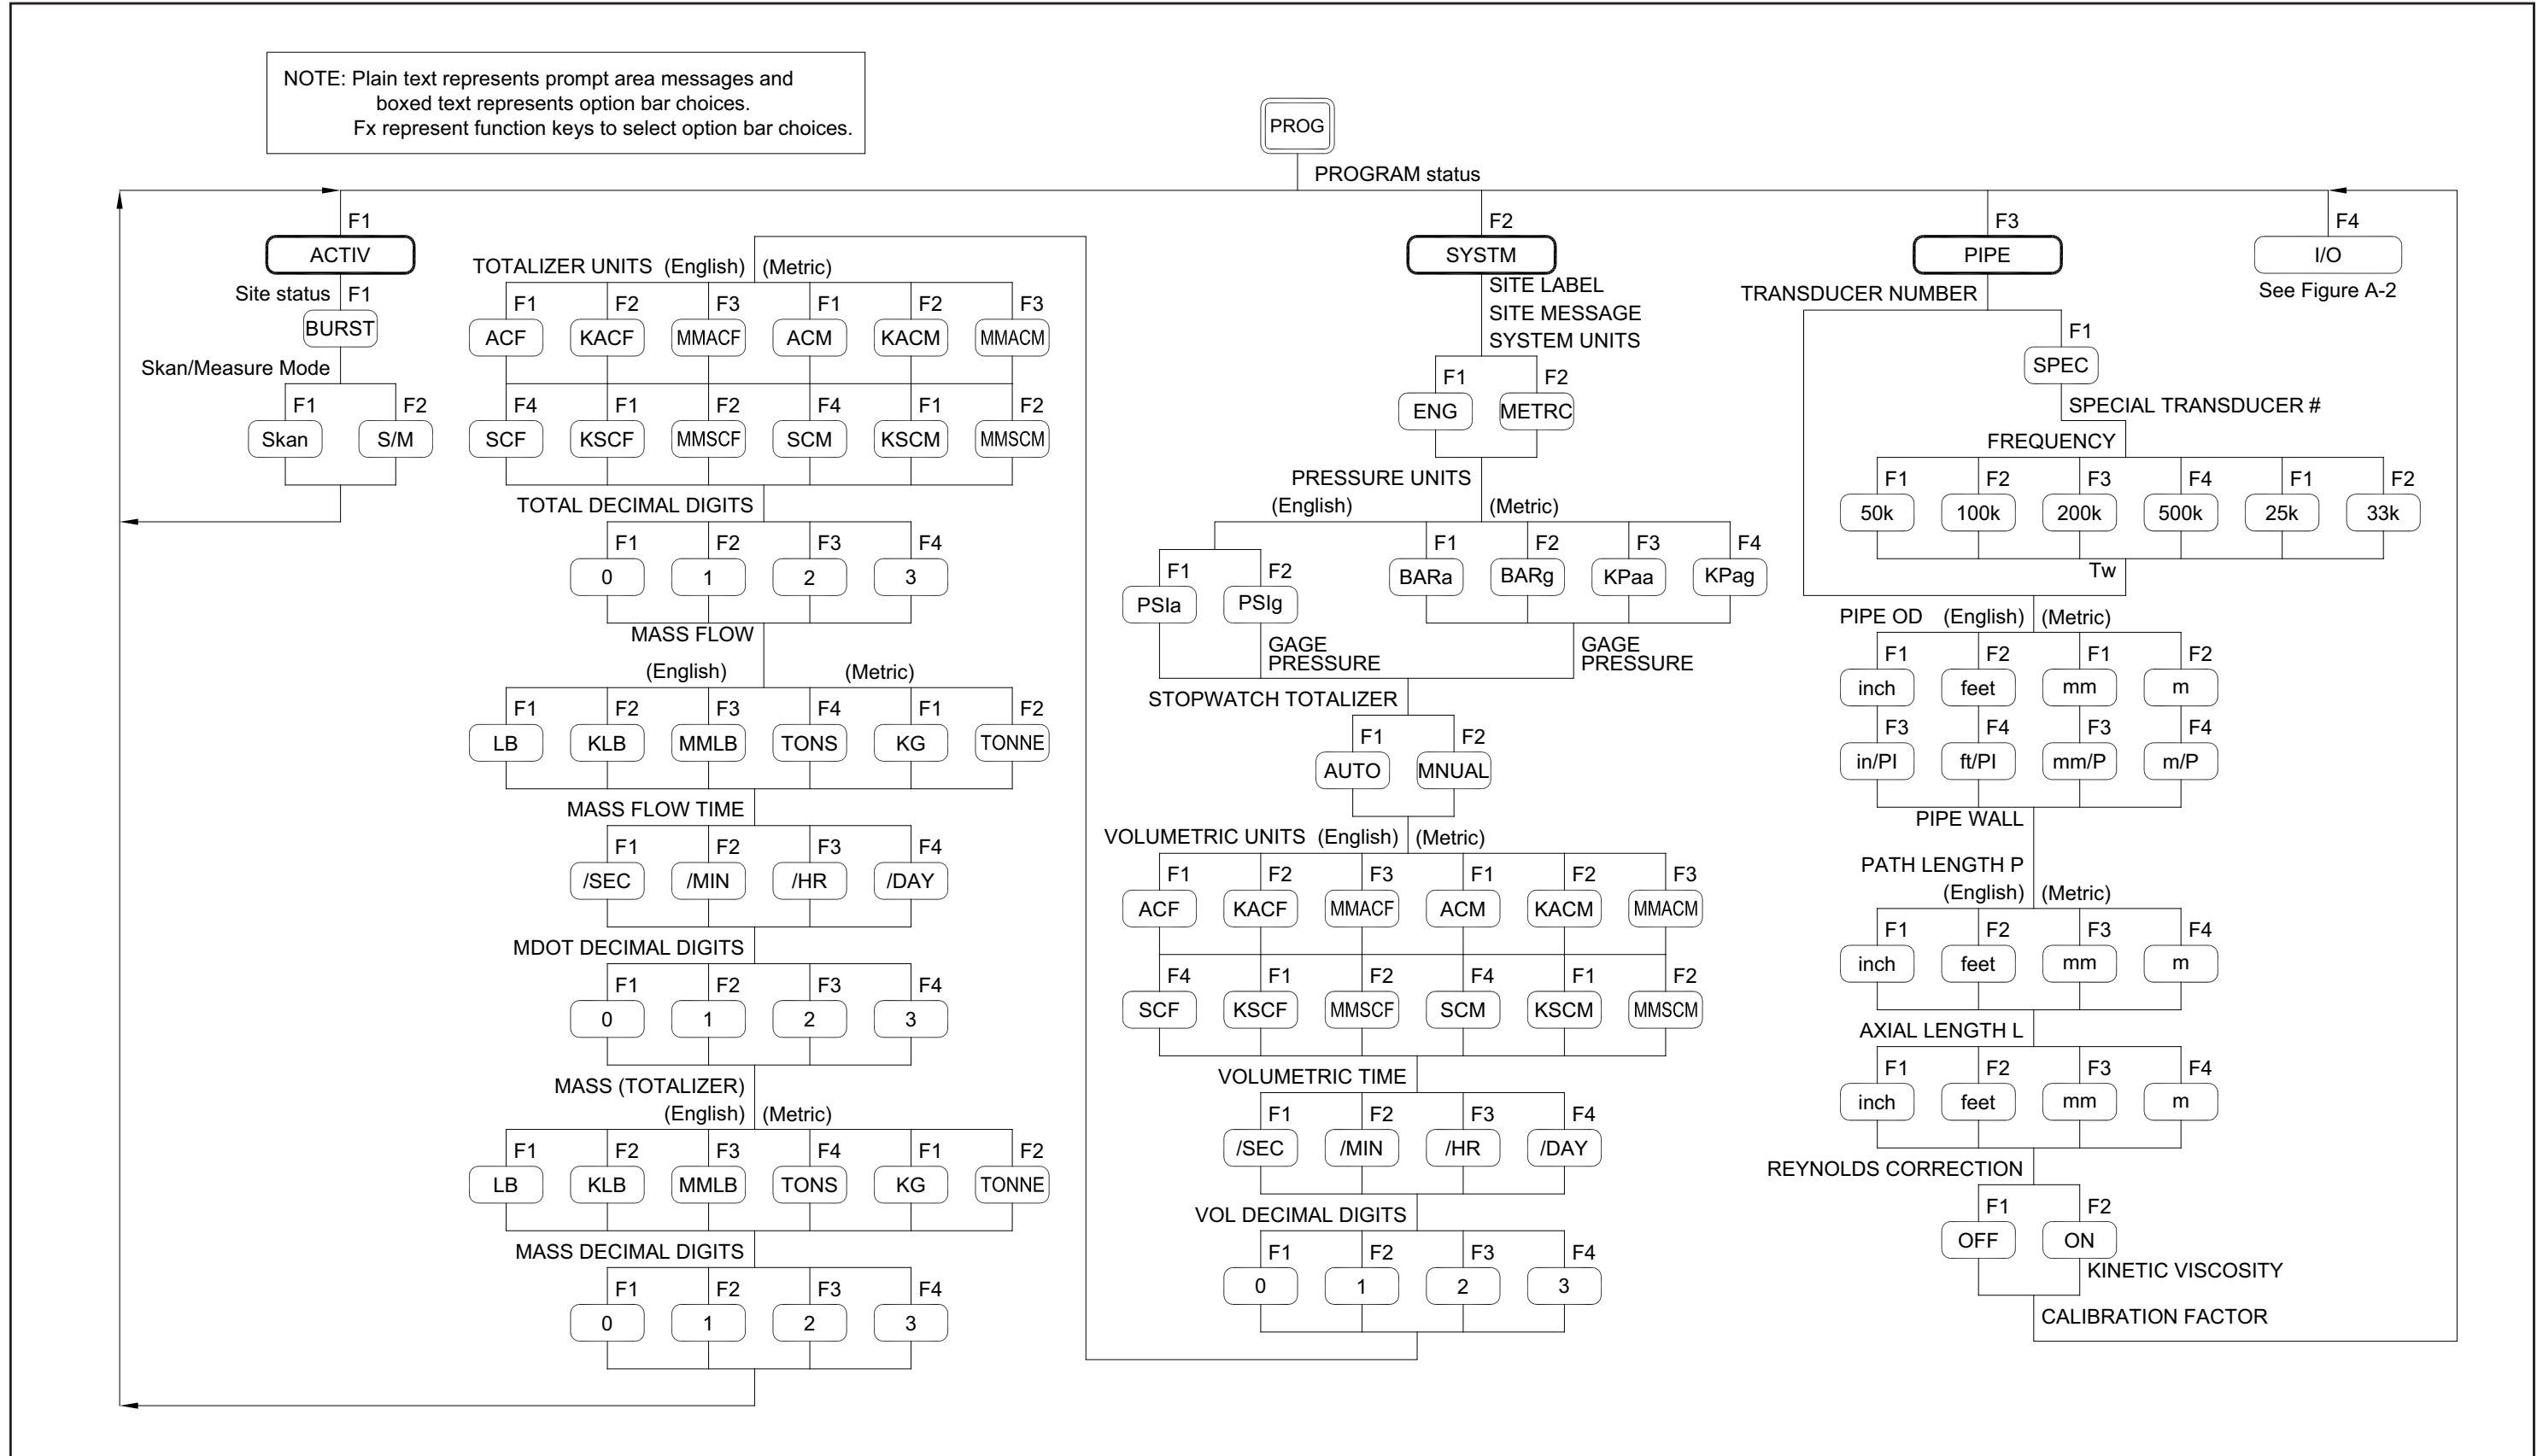 NOTE: Plain text represents prompt area messages and
boxed text represents option bar choices.
Fx represent function keys to select option bar choices.
PROG
PROGRAM status
F1
ACTIV
Site status F1
BURST
Skan/Measure Mode
F1 F2
Skan S/M
TOTALIZER UNITS (English) (Metric)
F1 F2 F3 F1 F2 F3
ACF KACF MMACF ACM KACM MMACM
F4 F1 F2 F4 F1 F2
SCF KSCF MMSCF SCM KSCM MMSCM
TOTAL DECIMAL DIGITS
F1 F2 F3 F4
0 1 2 3
MASS FLOW
(English) (Metric)
F1 F2 F3 F4 F1 F2
LB KLB MMLB TONS KG TONNE
MASS FLOW TIME
F1 F2 F3 F4
/SEC /MIN /HR /DAY
MDOT DECIMAL DIGITS
F1 F2 F3 F4
0 1 2 3
MASS (TOTALIZER)
(English) (Metric)
F1 F2 F3 F4 F1 F2
LB KLB MMLB TONS KG TONNE
MASS DECIMAL DIGITS
F1 F2 F3 F4
0 1 2 3
F2
SYSTM
SITE LABEL
SITE MESSAGE
SYSTEM UNITS
F1 F2
ENG METRC
PRESSURE UNITS
(English) (Metric)
F1 F2 F3 F4
BARa BARg KPaa KPag
F1 F2
PSIa PSIg
GAGE
PRESSURE
GAGE
PRESSURE
STOPWATCH TOTALIZER
F1 F2
AUTO MNUAL
VOLUMETRIC UNITS (English) (Metric)
F1 F2 F3 F1 F2 F3
ACF KACF MMACF ACM KACM MMACM
F4 F1 F2 F4 F1 F2
SCF KSCF MMSCF SCM KSCM MMSCM
VOLUMETRIC TIME
F1 F2 F3 F4
/SEC /MIN /HR /DAY
VOL DECIMAL DIGITS
F1 F2 F3 F4
0 1 2 3
F3
PIPE
TRANSDUCER NUMBER
F1
SPEC
SPECIAL TRANSDUCER #
FREQUENCY
F1 F2 F3 F4 F1 F2
50k 100k 200k 500k 25k 33k
Tw
PIPE OD (English) (Metric)
F1 F2 F1 F2
inch feet mm m
F3 F4 F3 F4
in/PI ft/PI mm/P m/P
PIPE WALL
PATH LENGTH P
(English) (Metric)
F1 F2 F3 F4
inch feet mm m
AXIAL LENGTH L
F1 F2 F3 F4
inch feet mm m
REYNOLDS CORRECTION
F1 F2
OFF ON
KINETIC VISCOSITY
CALIBRATION FACTOR
F4
I/O
See Figure A-2